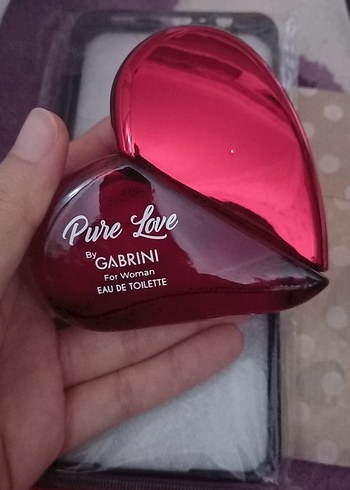 Pure Love
By
GABRINI
For Woman
EAU DE TOILETTE